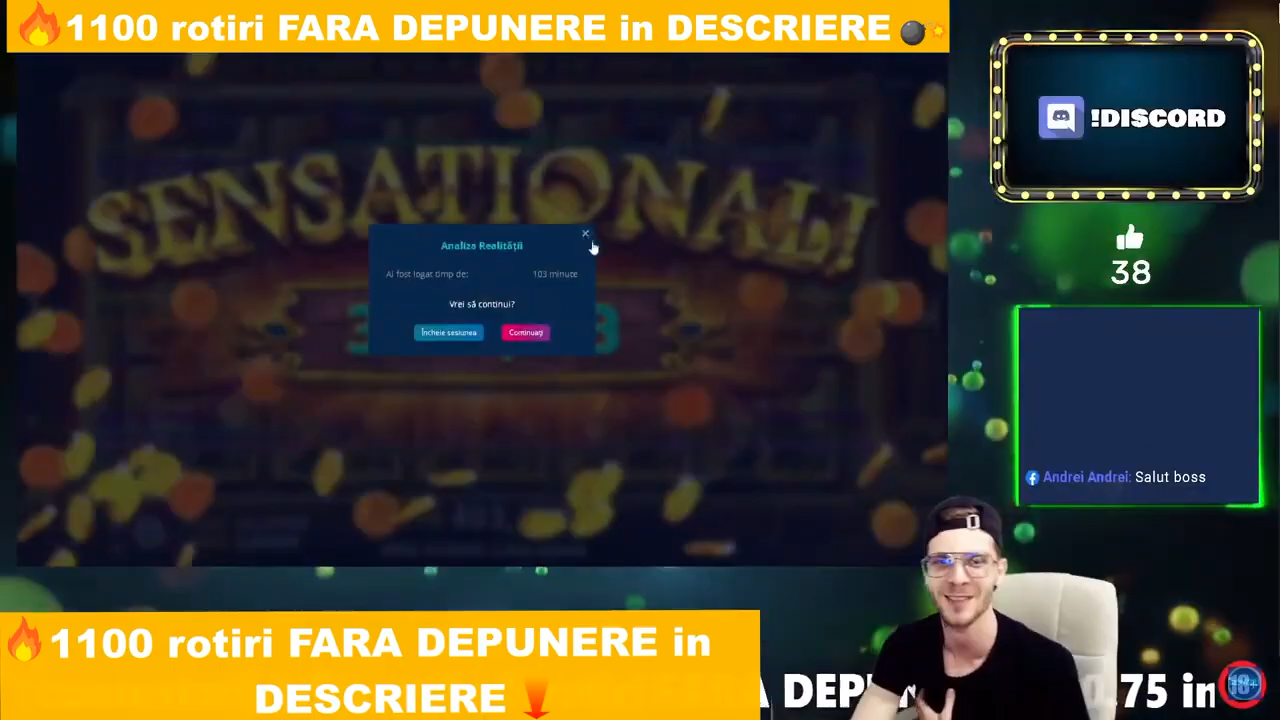 1100 rotiri FARA DEPUNERE in DESCRIERE
!DISCORD
38
SENSATIONAL!
Analiza Realității
Ai fost logat timp de: 103 minute
Vrei să continui?
Încheie sesiunea Continuați
Andrei Andrei: Salut boss
1100 rotiri FARA DEPUNERE in
DESCRIERE
18+